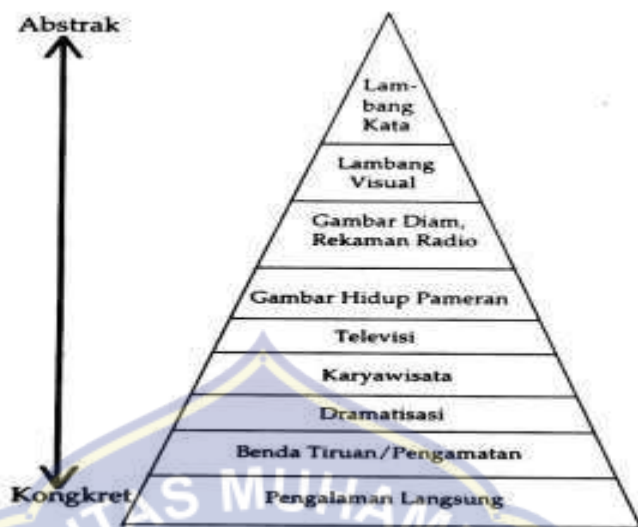 Abstrak
Lam-
bang
Kata
Lambang
Visual
Gambar Diam,
Rekaman Radio
Gambar Hidup Pameran
Televisi
Karyawisata
Dramatisasi
Benda Tiruan/Pengamatan
Kongkret
Pengalaman Langsung